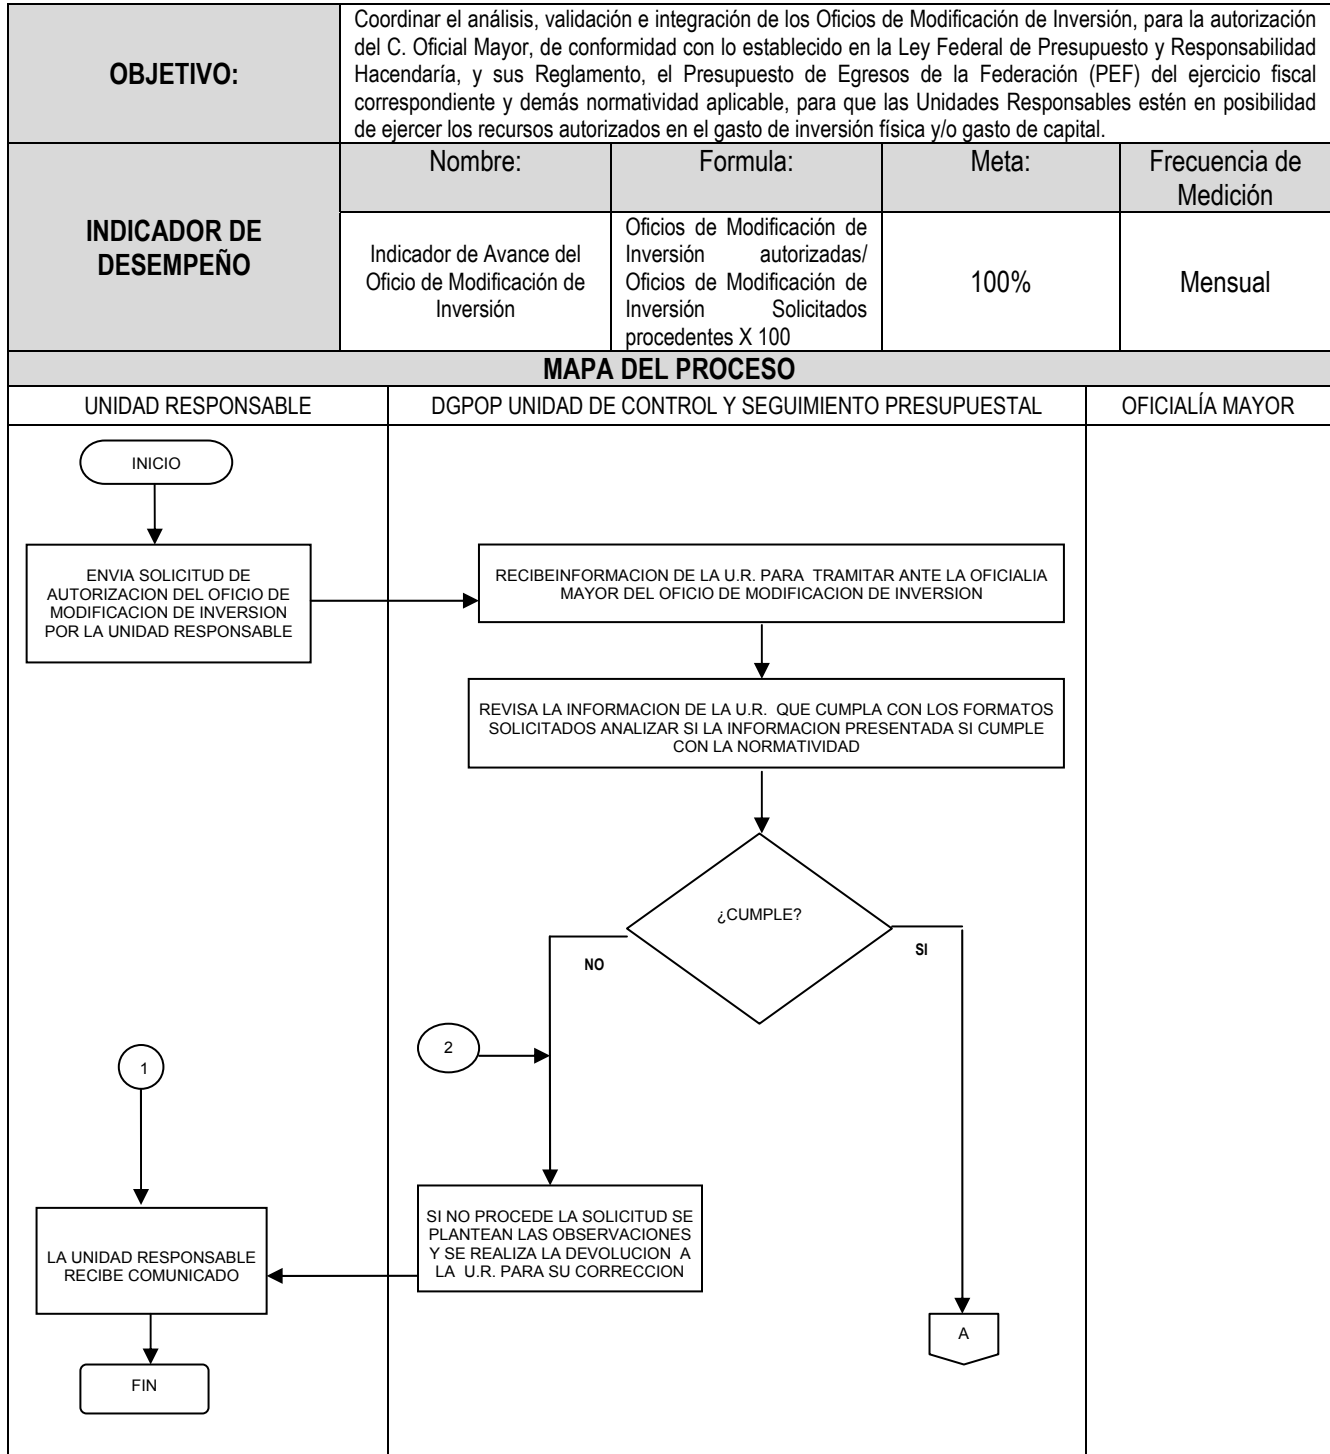 OBJETIVO:
Coordinar el análisis, validación e integración de los Oficios de Modificación de Inversión, para la autorización
del C. Oficial Mayor, de conformidad con lo establecido en la Ley Federal de Presupuesto y Responsabilidad
Hacendaría, y sus Reglamento, el Presupuesto de Egresos de la Federación (PEF) del ejercicio fiscal
correspondiente y demás normatividad aplicable, para que las Unidades Responsables estén en posibilidad
de ejercer los recursos autorizados en el gasto de inversión física y/o gasto de capital.
INDICADOR DE
DESEMPEÑO
Nombre:
Formula:
Meta:
Frecuencia de
Medición
Indicador de Avance del
Oficio de Modificación de
Inversión
Oficios de Modificación de
Inversión autorizadas/
Oficios de Modificación de
Inversión Solicitados
procedentes X 100
100%
Mensual
MAPA DEL PROCESO
UNIDAD RESPONSABLE
DGPOP UNIDAD DE CONTROL Y SEGUIMIENTO PRESUPUESTAL
OFICIALÍA MAYOR
INICIO
ENVIA SOLICITUD DE
AUTORIZACION DEL OFICIO DE
MODIFICACION DE INVERSION
POR LA UNIDAD RESPONSABLE
RECIBEINFORMACION DE LA U.R. PARA TRAMITAR ANTE LA OFICIALIA
MAYOR DEL OFICIO DE MODIFICACION DE INVERSION
REVISA LA INFORMACION DE LA U.R. QUE CUMPLA CON LOS FORMATOS
SOLICITADOS ANALIZAR SI LA INFORMACION PRESENTADA SI CUMPLE
CON LA NORMATIVIDAD
¿CUMPLE?
NO
SI
2
1
SI NO PROCEDE LA SOLICITUD SE
PLANTEAN LAS OBSERVACIONES
Y SE REALIZA LA DEVOLUCION A
LA U.R. PARA SU CORRECCION
LA UNIDAD RESPONSABLE
RECIBE COMUNICADO
A
FIN